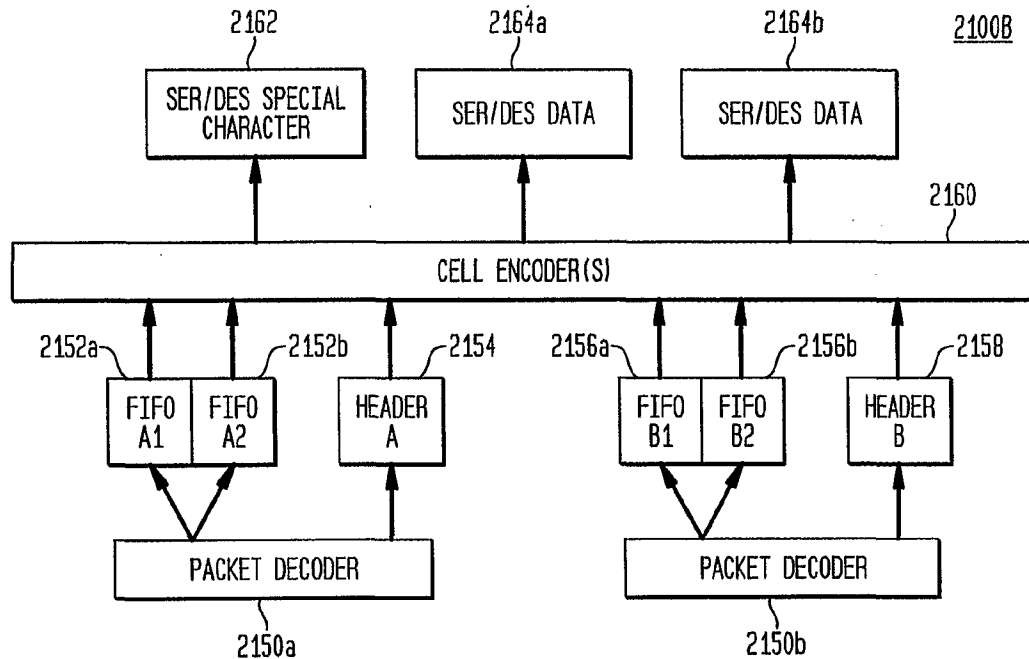 2162
2164a
2164b
2100B
SER/DES SPECIAL
CHARACTER
SER/DES DATA
SER/DES DATA
2160
CELL ENCODER(S)
2152a
2152b
2154
2156a
2156b
2158
FIFO
A1
FIFO
A2
HEADER
A
FIFO
B1
FIFO
B2
HEADER
B
PACKET DECODER
PACKET DECODER
2150a
2150b